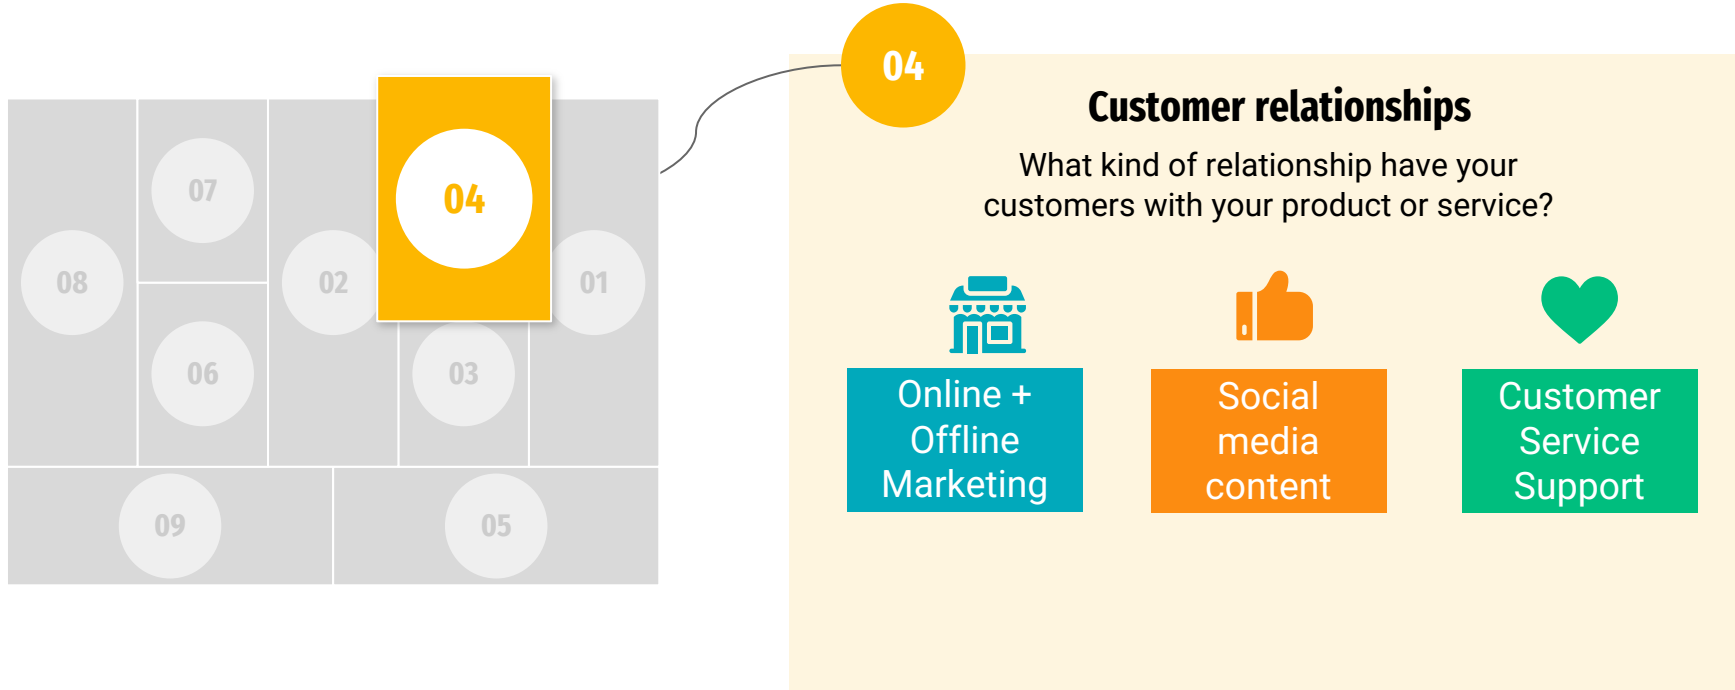 04
04
07
08
02
01
06
03
09
05
Customer relationships
What kind of relationship have your
customers with your product or service?
Online +
Offline
Marketing
Social
media
content
Customer
Service
Support